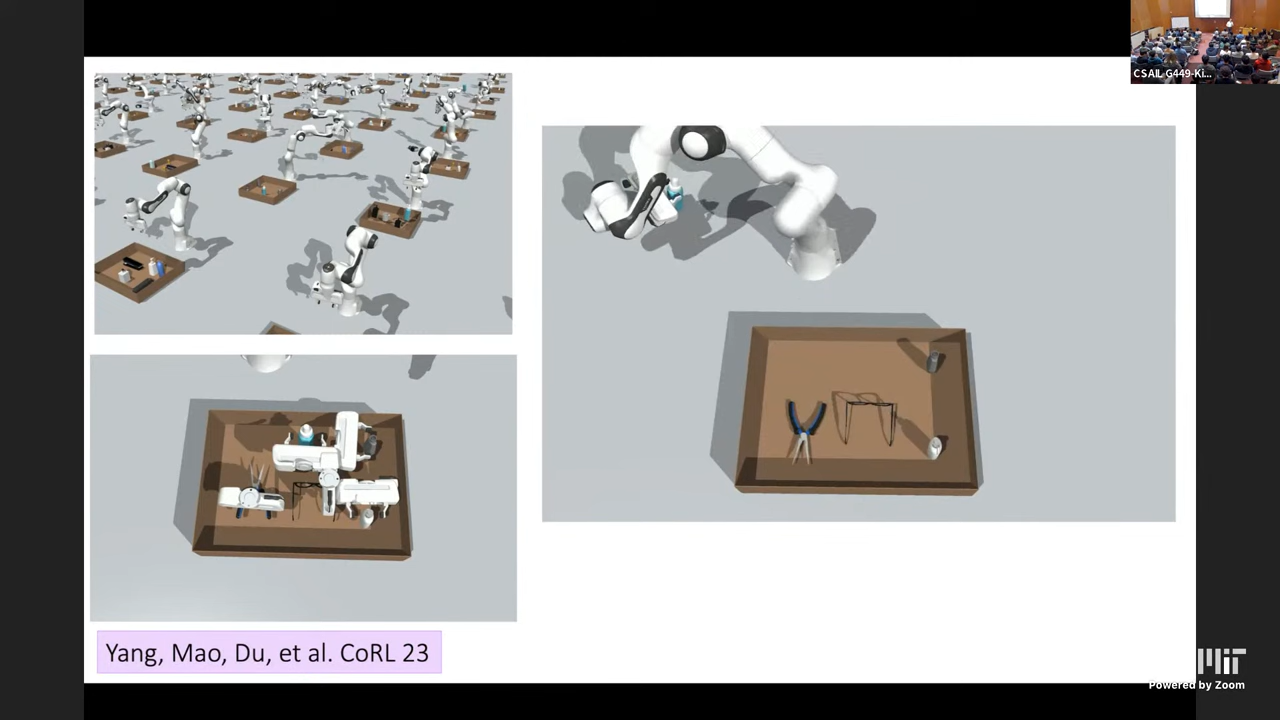 CSAIL G449-Ki...
Yang, Mao, Du, et al. CoRL 23
MIT
Powered by Zoom